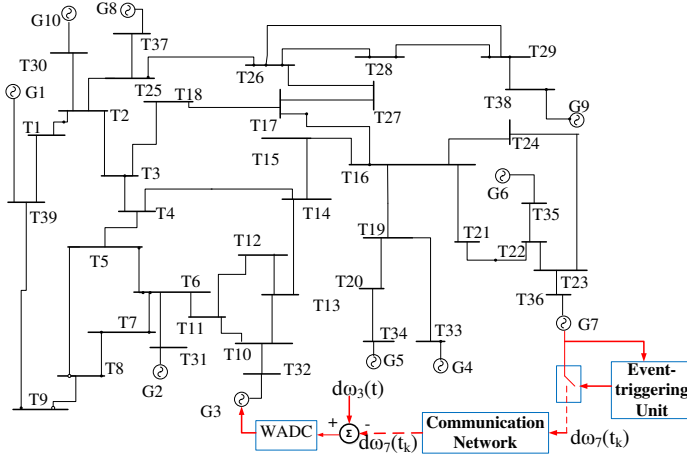 G10
G8
T37
T30
T29
T26
T28
G1
T25
T18
T38
T2
T27
G9
T1
T17
T24
T15
T3
T16
G6
T39
T4
T14
T35
T19
T21
T12
T22
T5
T20
T23
T6
T13
T36
T7
T11
T34
T33
G7
T10
T31
T32
T8
G5
G4
G2
Event-
triggering
Unit
T9
G3
dω3(t)
WADC
+
Σ
-
dω7(tk)
Communication
Network
dω7(tk)